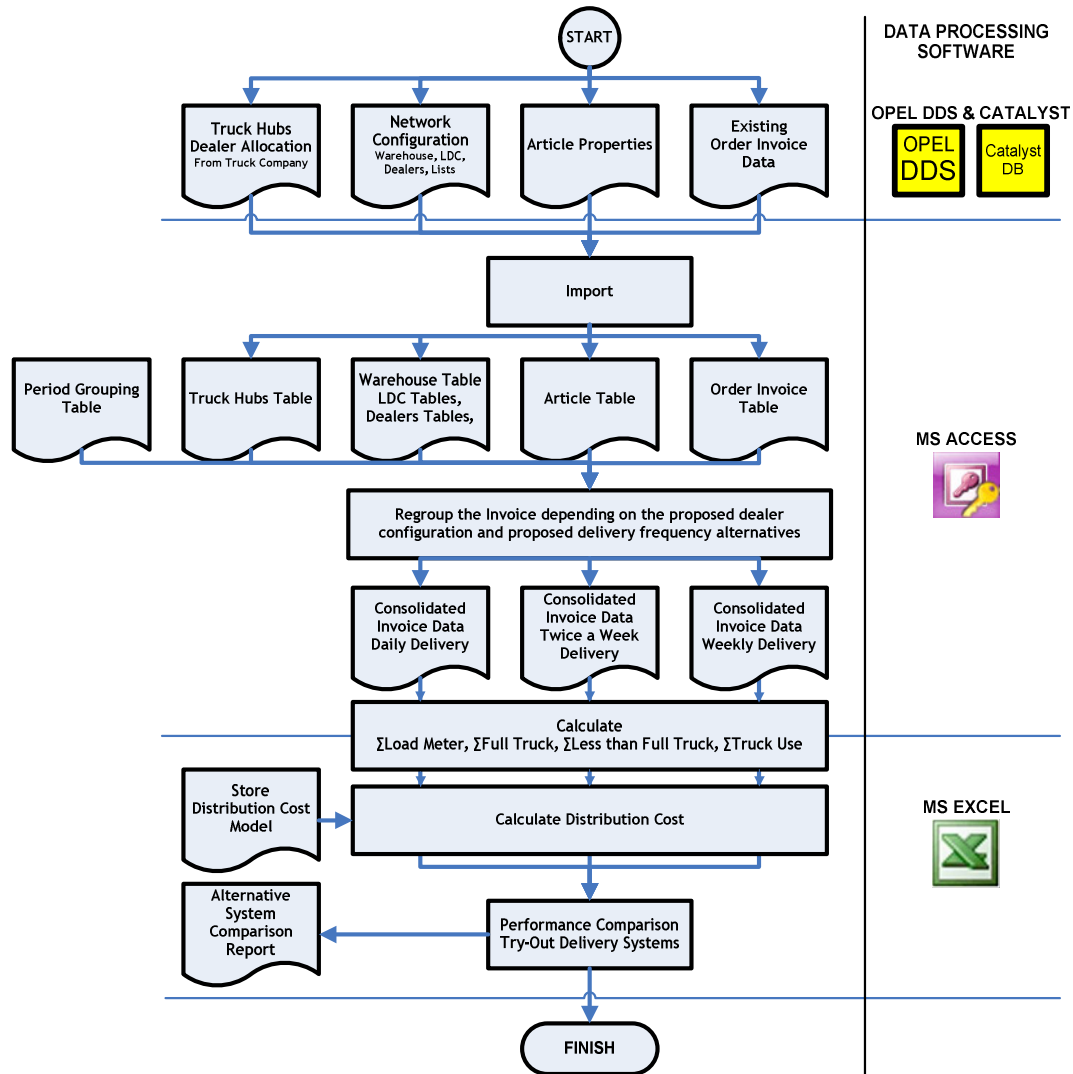 START
DATA PROCESSING
SOFTWARE
OPEL DDS & CATALYST
OPEL
DDS
Catalyst
DB
Truck Hubs
Dealer Allocation
From Truck Company
Network
Configuration
Warehouse, LDC,
Dealers, Lists
Article Properties
Existing
Order Invoice
Data
Import
Period Grouping
Table
Truck Hubs Table
Warehouse Table
LDC Tables,
Dealers Tables,
Article Table
Order Invoice
Table
MS ACCESS
Regroup the Invoice depending on the proposed dealer
configuration and proposed delivery frequency alternatives
Consolidated
Invoice Data
Daily Delivery
Consolidated
Invoice Data
Twice a Week
Delivery
Consolidated
Invoice Data
Weekly Delivery
Calculate
∑Load Meter, ∑Full Truck, ∑Less than Full Truck, ∑Truck Use
Store
Distribution Cost
Model
Calculate Distribution Cost
MS EXCEL
Alternative
System
Comparison
Report
Performance Comparison
Try-Out Delivery Systems
FINISH